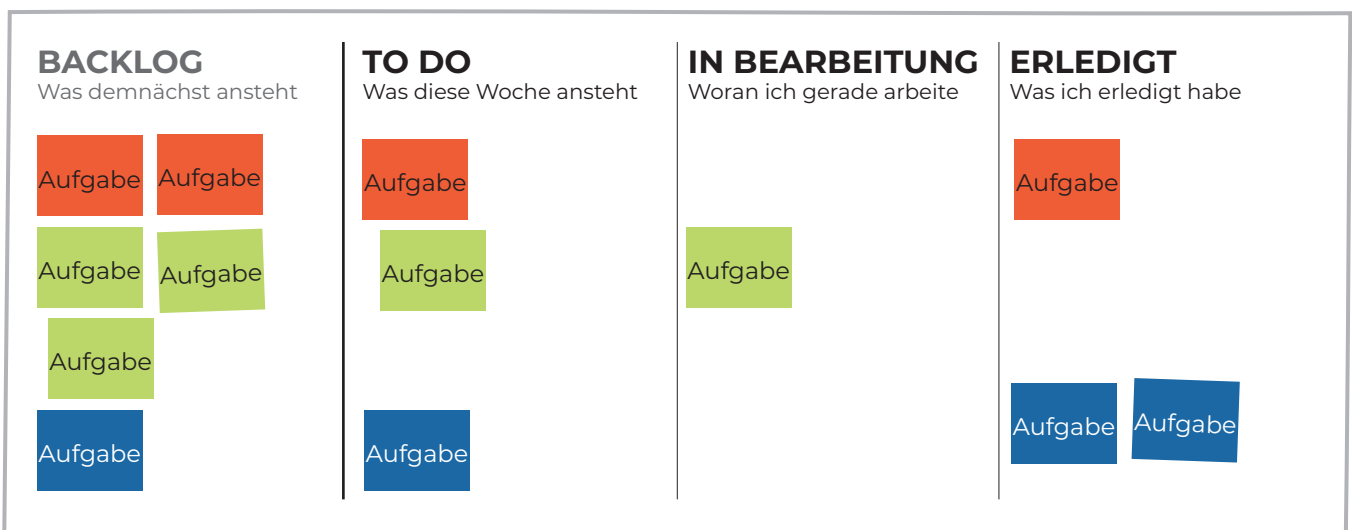 BACKLOG
Was demnächst ansteht
Aufgabe
Aufgabe
Aufgabe
Aufgabe
Aufgabe
Aufgabe
TO DO
Was diese Woche ansteht
Aufgabe
Aufgabe
Aufgabe
IN BEARBEITUNG
Woran ich gerade arbeite
Aufgabe
ERLEDIGT
Was ich erledigt habe
Aufgabe
Aufgabe
Aufgabe